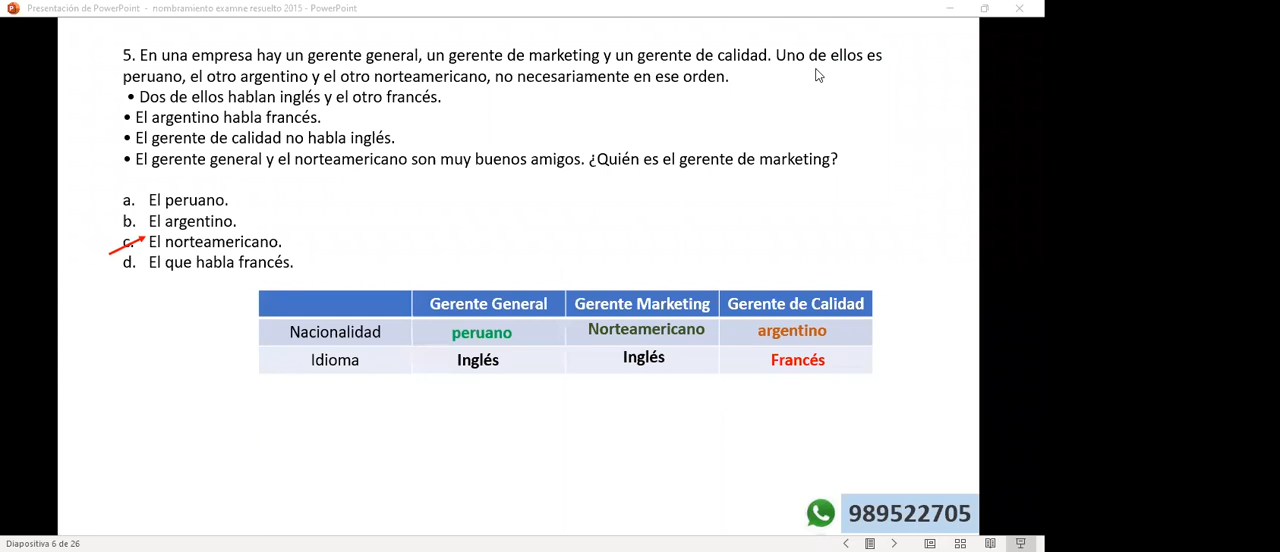 Presentación de PowerPoint - nombramiento examne resuelto 2015 - PowerPoint
5. En una empresa hay un gerente general, un gerente de marketing y un gerente de calidad. Uno de ellos es
peruano, el otro argentino y el otro norteamericano, no necesariamente en ese orden.
• Dos de ellos hablan inglés y el otro francés.
• El argentino habla francés.
• El gerente de calidad no habla inglés.
• El gerente general y el norteamericano son muy buenos amigos. ¿Quién es el gerente de marketing?
a. El peruano.
b. El argentino.
c. El norteamericano.
d. El que habla francés.
Gerente General Gerente Marketing Gerente de Calidad
Nacionalidad peruano Norteamericano argentino
Idioma Inglés Inglés Francés
989522705
Diapositiva 6 de 26